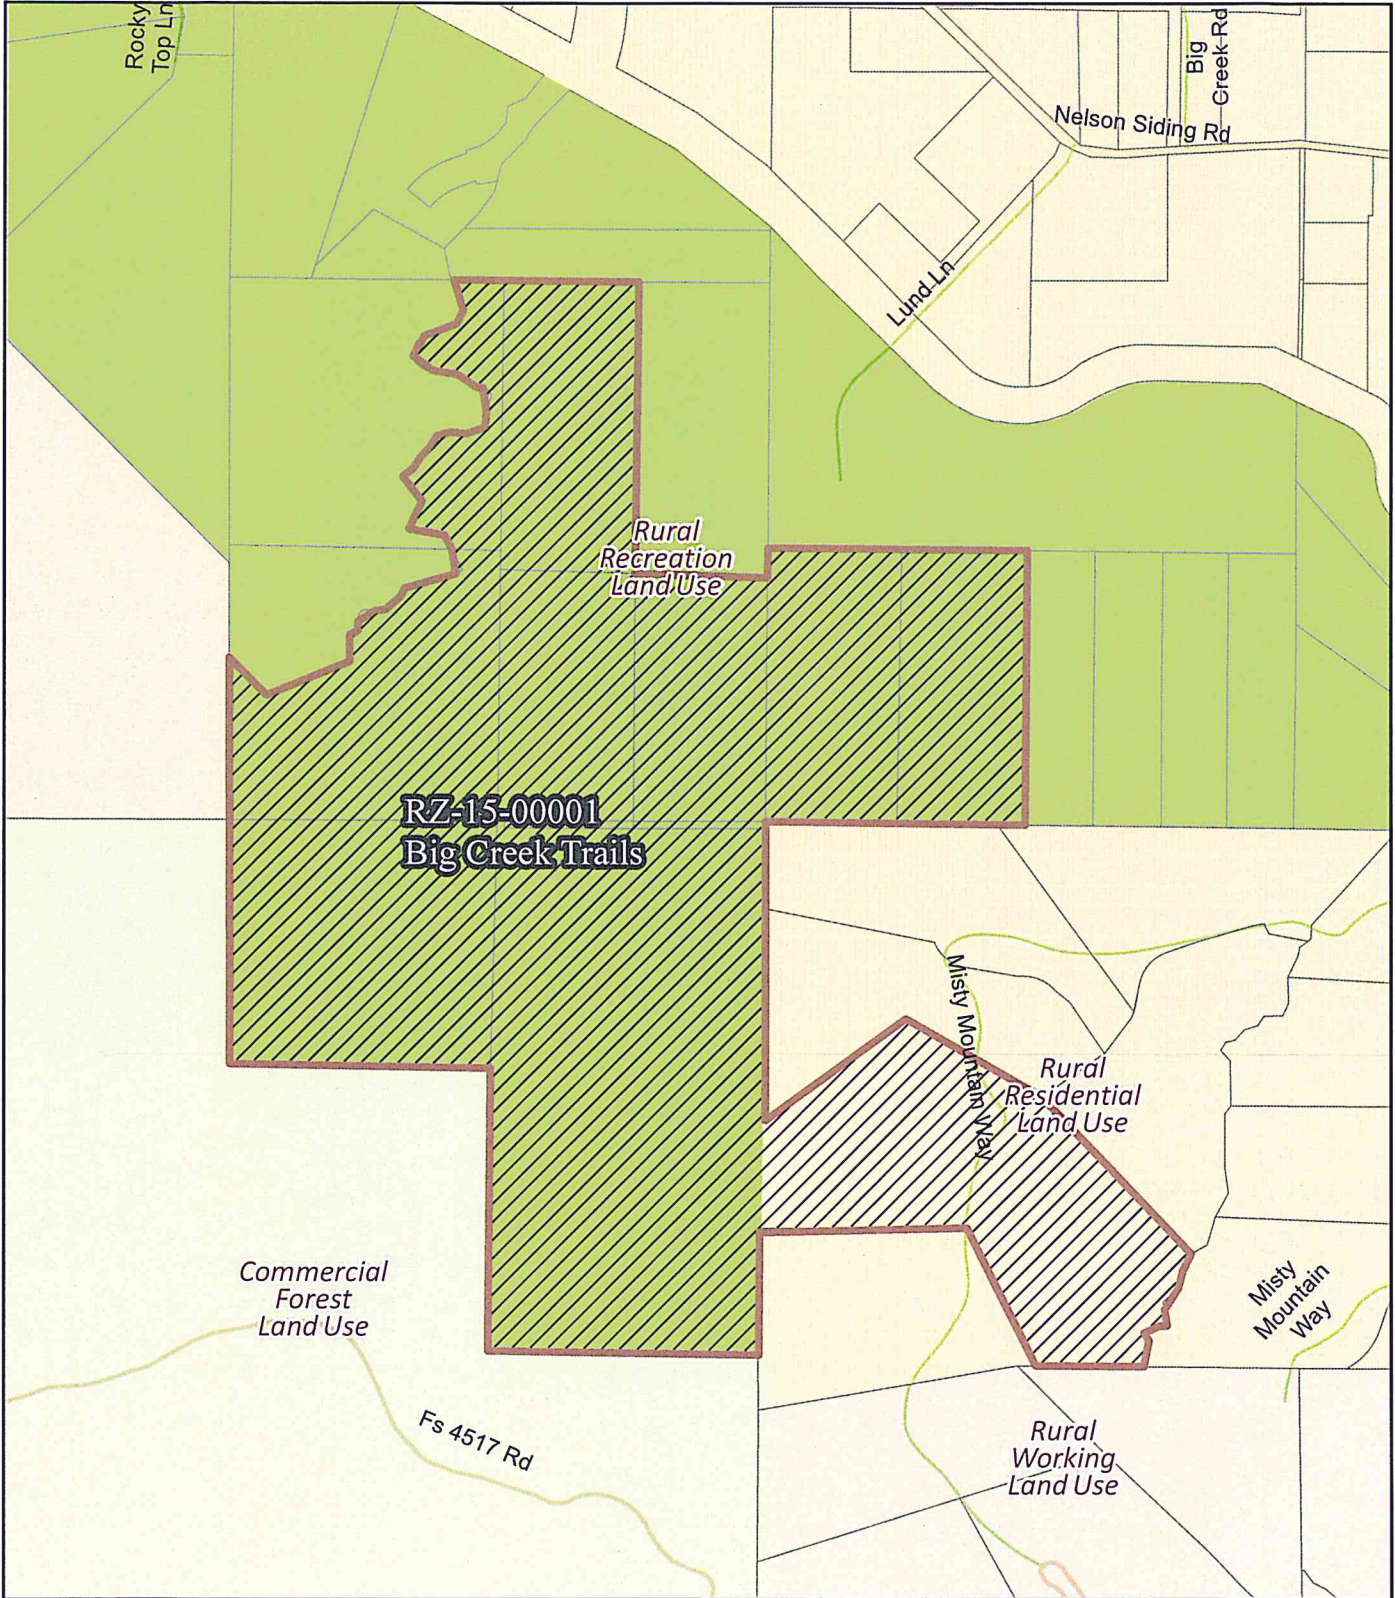 Rocky
Top Ln
Big
Creek Rd
Nelson Siding Rd
Lund Ln
Rural
Recreation
Land Use
RZ-15-00001
Big Creek Trails
Misty Mountain Way
Rural
Residential
Land Use
Commercial
Forest
Land Use
Misty
Mountain
Way
Fs 4517 Rd
Rural
Working
Land Use